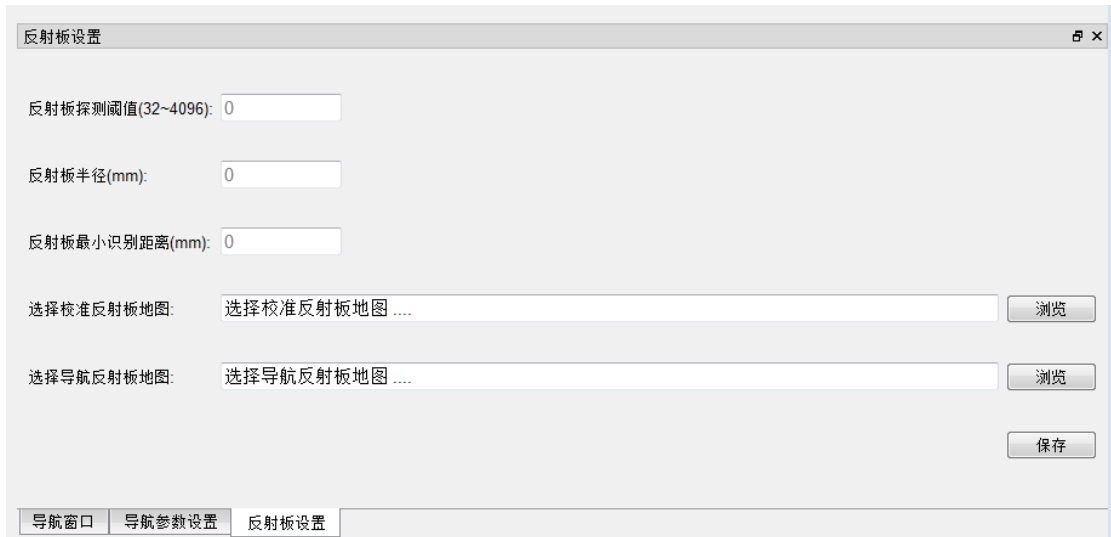 反射板设置
反射板探测阈值(32~4096): 0
反射板半径(mm): 0
反射板最小识别距离(mm): 0
选择校准反射板地图: 选择校准反射板地图 .... 浏览
选择导航反射板地图: 选择导航反射板地图 .... 浏览
保存
导航窗口 导航参数设置 反射板设置